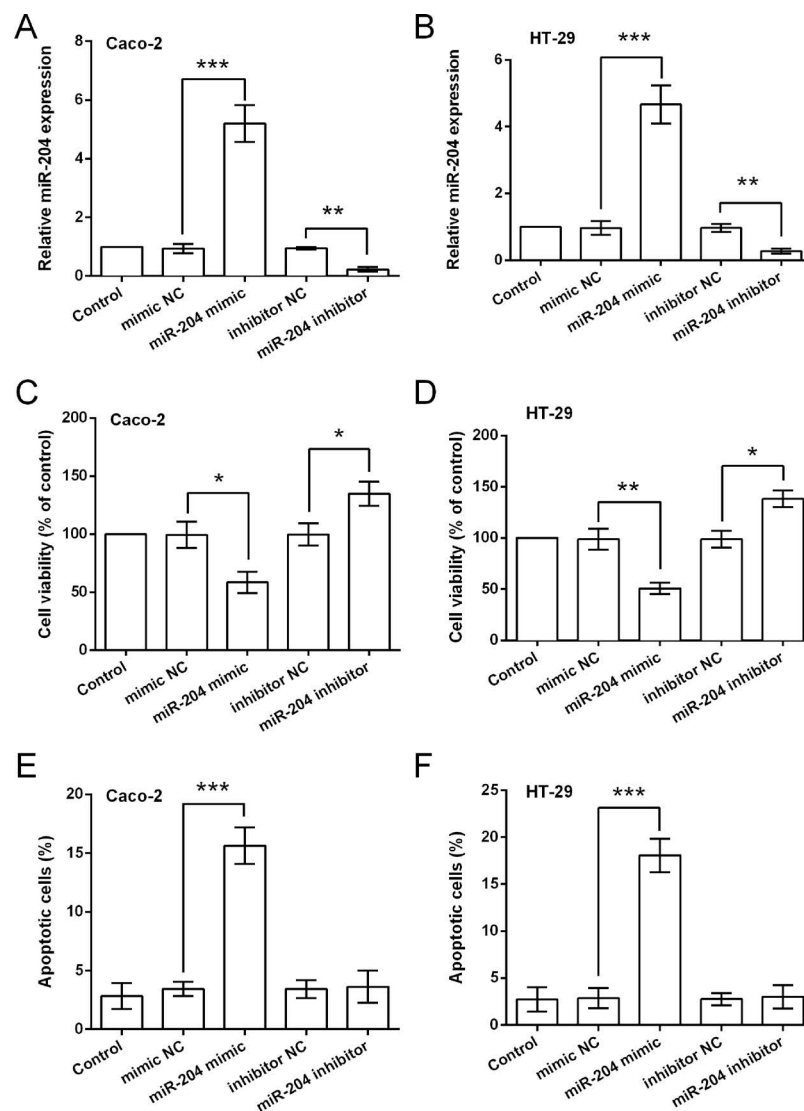 A
Caco-2
Relative miR-204 expression
8
6
4
2
0
***
**
Control
mimic NC
miR-204 mimic
inhibitor NC
miR-204 inhibitor
B
HT-29
Relative miR-204 expression
6
4
2
0
***
**
Control
mimic NC
miR-204 mimic
inhibitor NC
miR-204 inhibitor
C
Caco-2
Cell viability (% of control)
200
150
100
50
0
*
*
Control
mimic NC
miR-204 mimic
inhibitor NC
miR-204 inhibitor
D
HT-29
Cell viability (% of control)
200
150
100
50
0
**
*
Control
mimic NC
miR-204 mimic
inhibitor NC
miR-204 inhibitor
E
Caco-2
Apoptotic cells (%)
20
15
10
5
0
***
Control
mimic NC
miR-204 mimic
inhibitor NC
miR-204 inhibitor
F
HT-29
Apoptotic cells (%)
25
20
15
10
5
0
***
Control
mimic NC
miR-204 mimic
inhibitor NC
miR-204 inhibitor